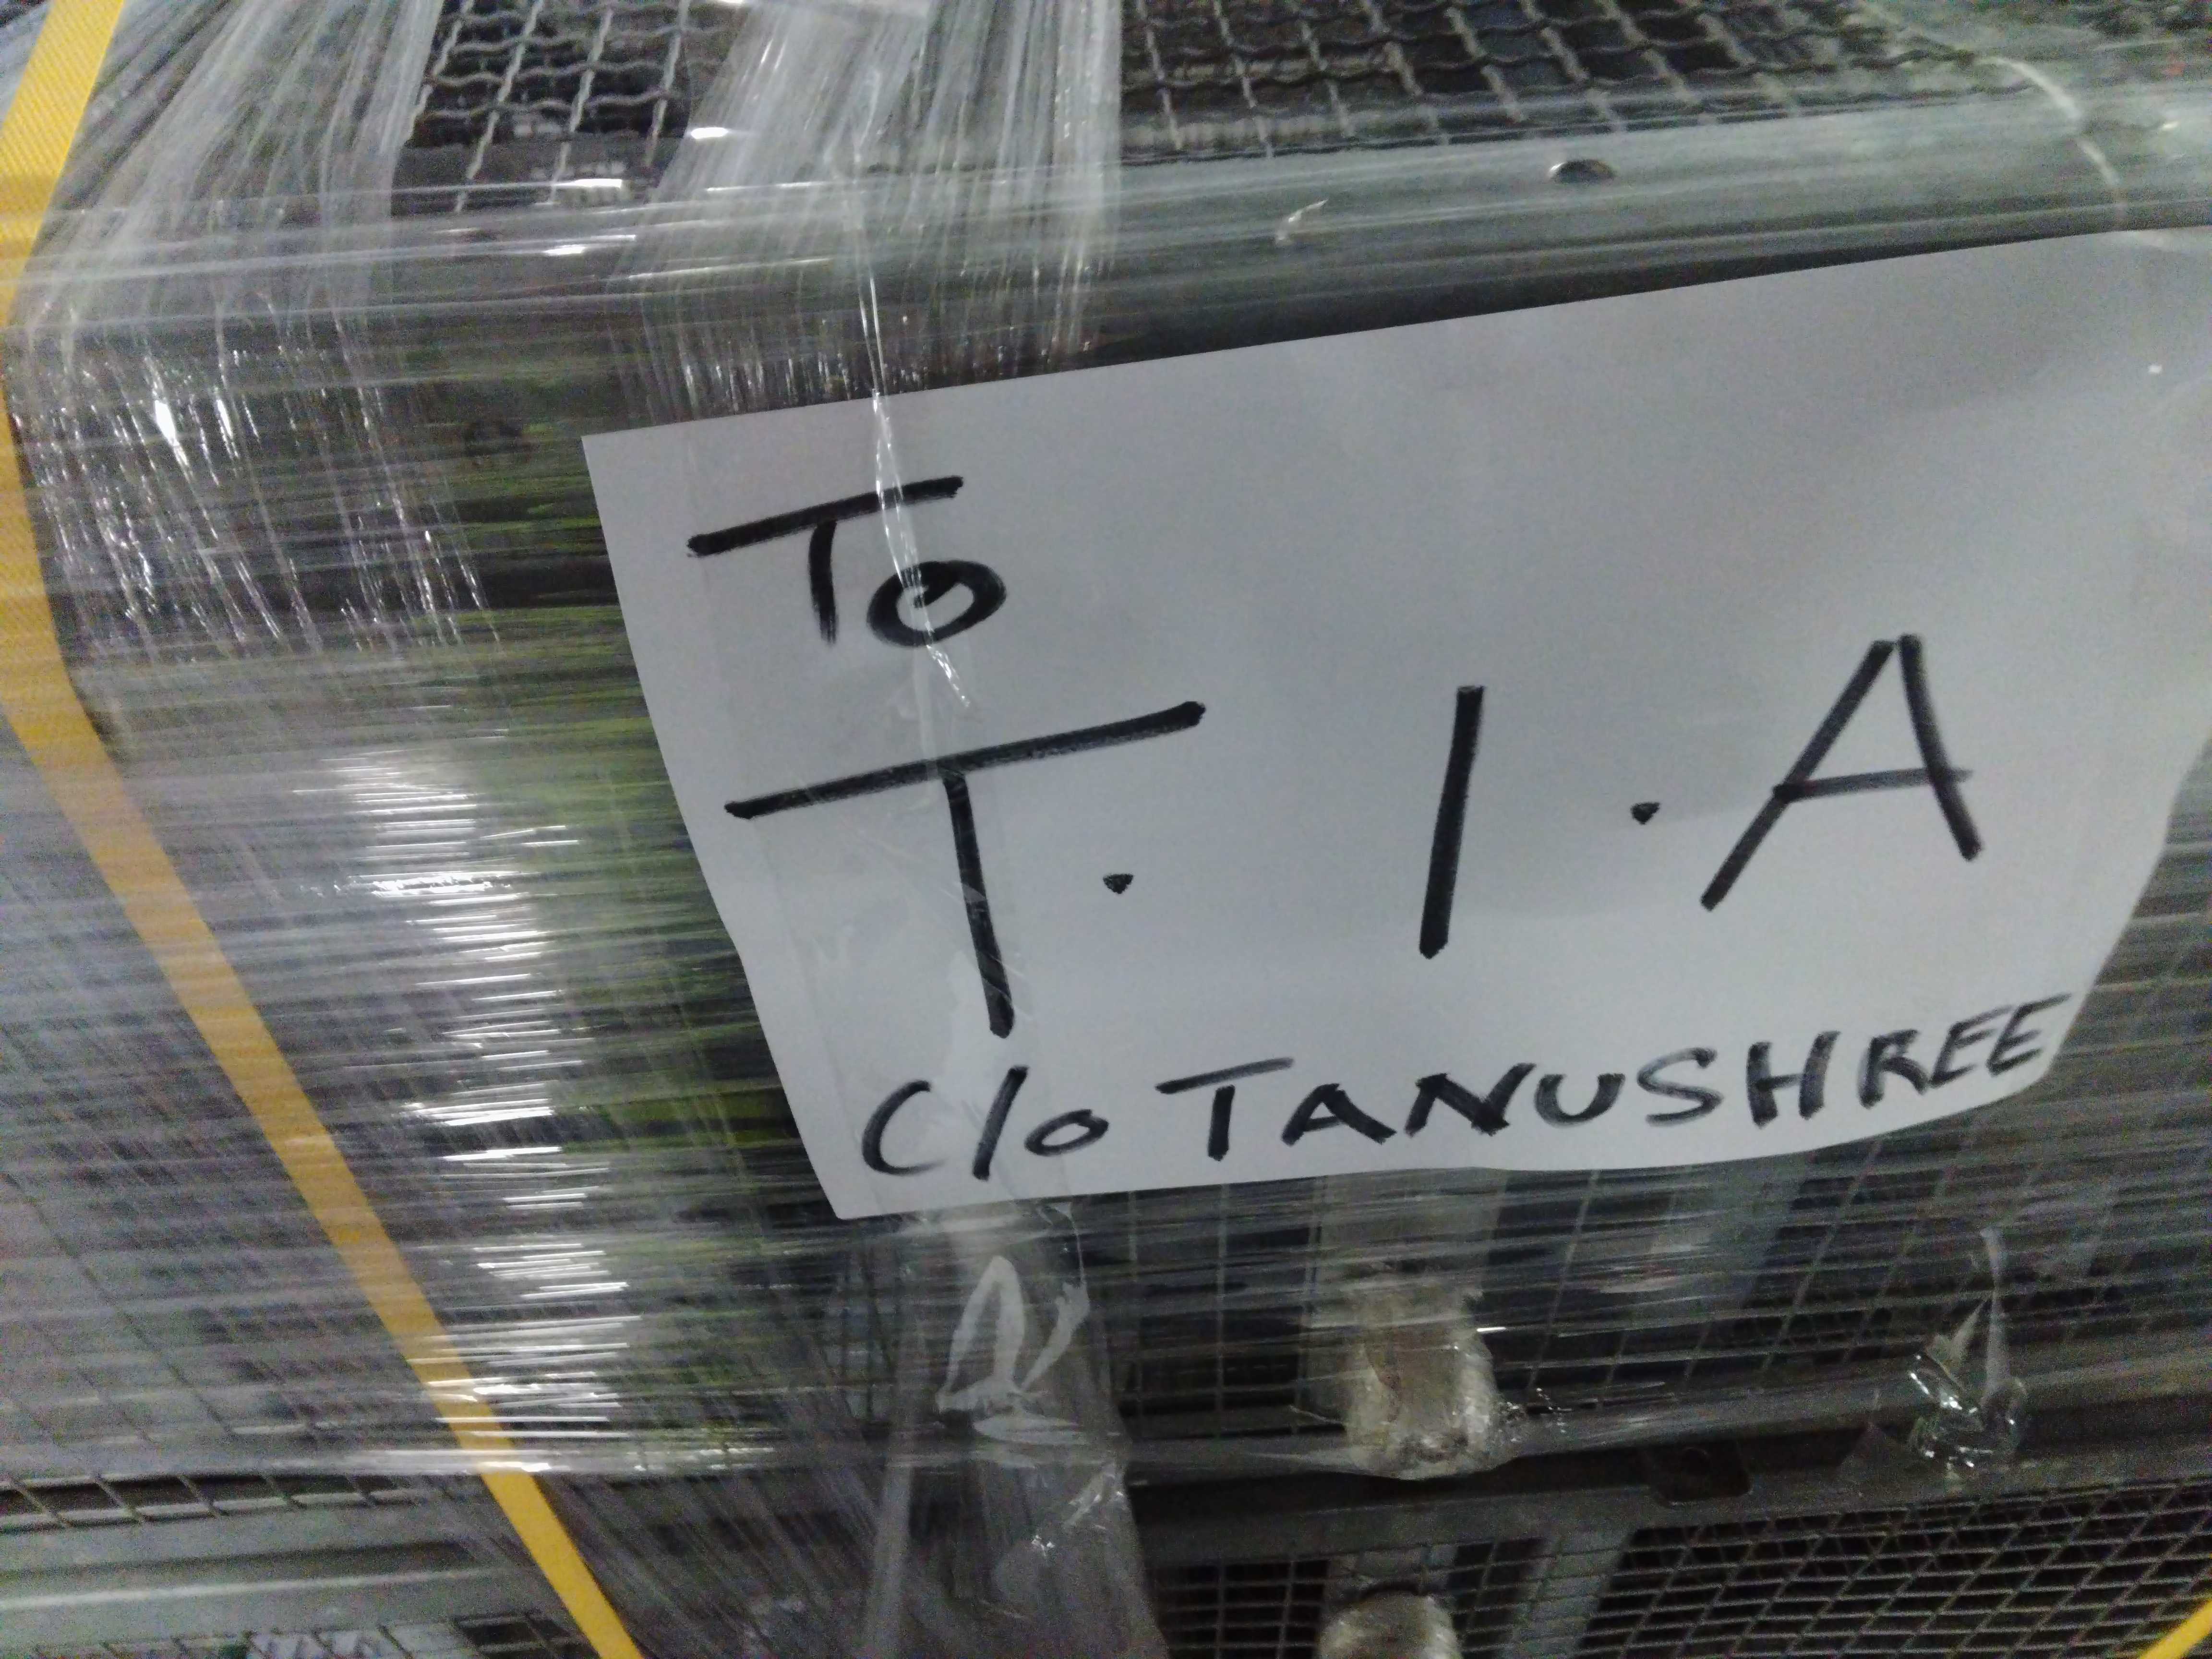 To
T. I. A
C/o TANUSHREE